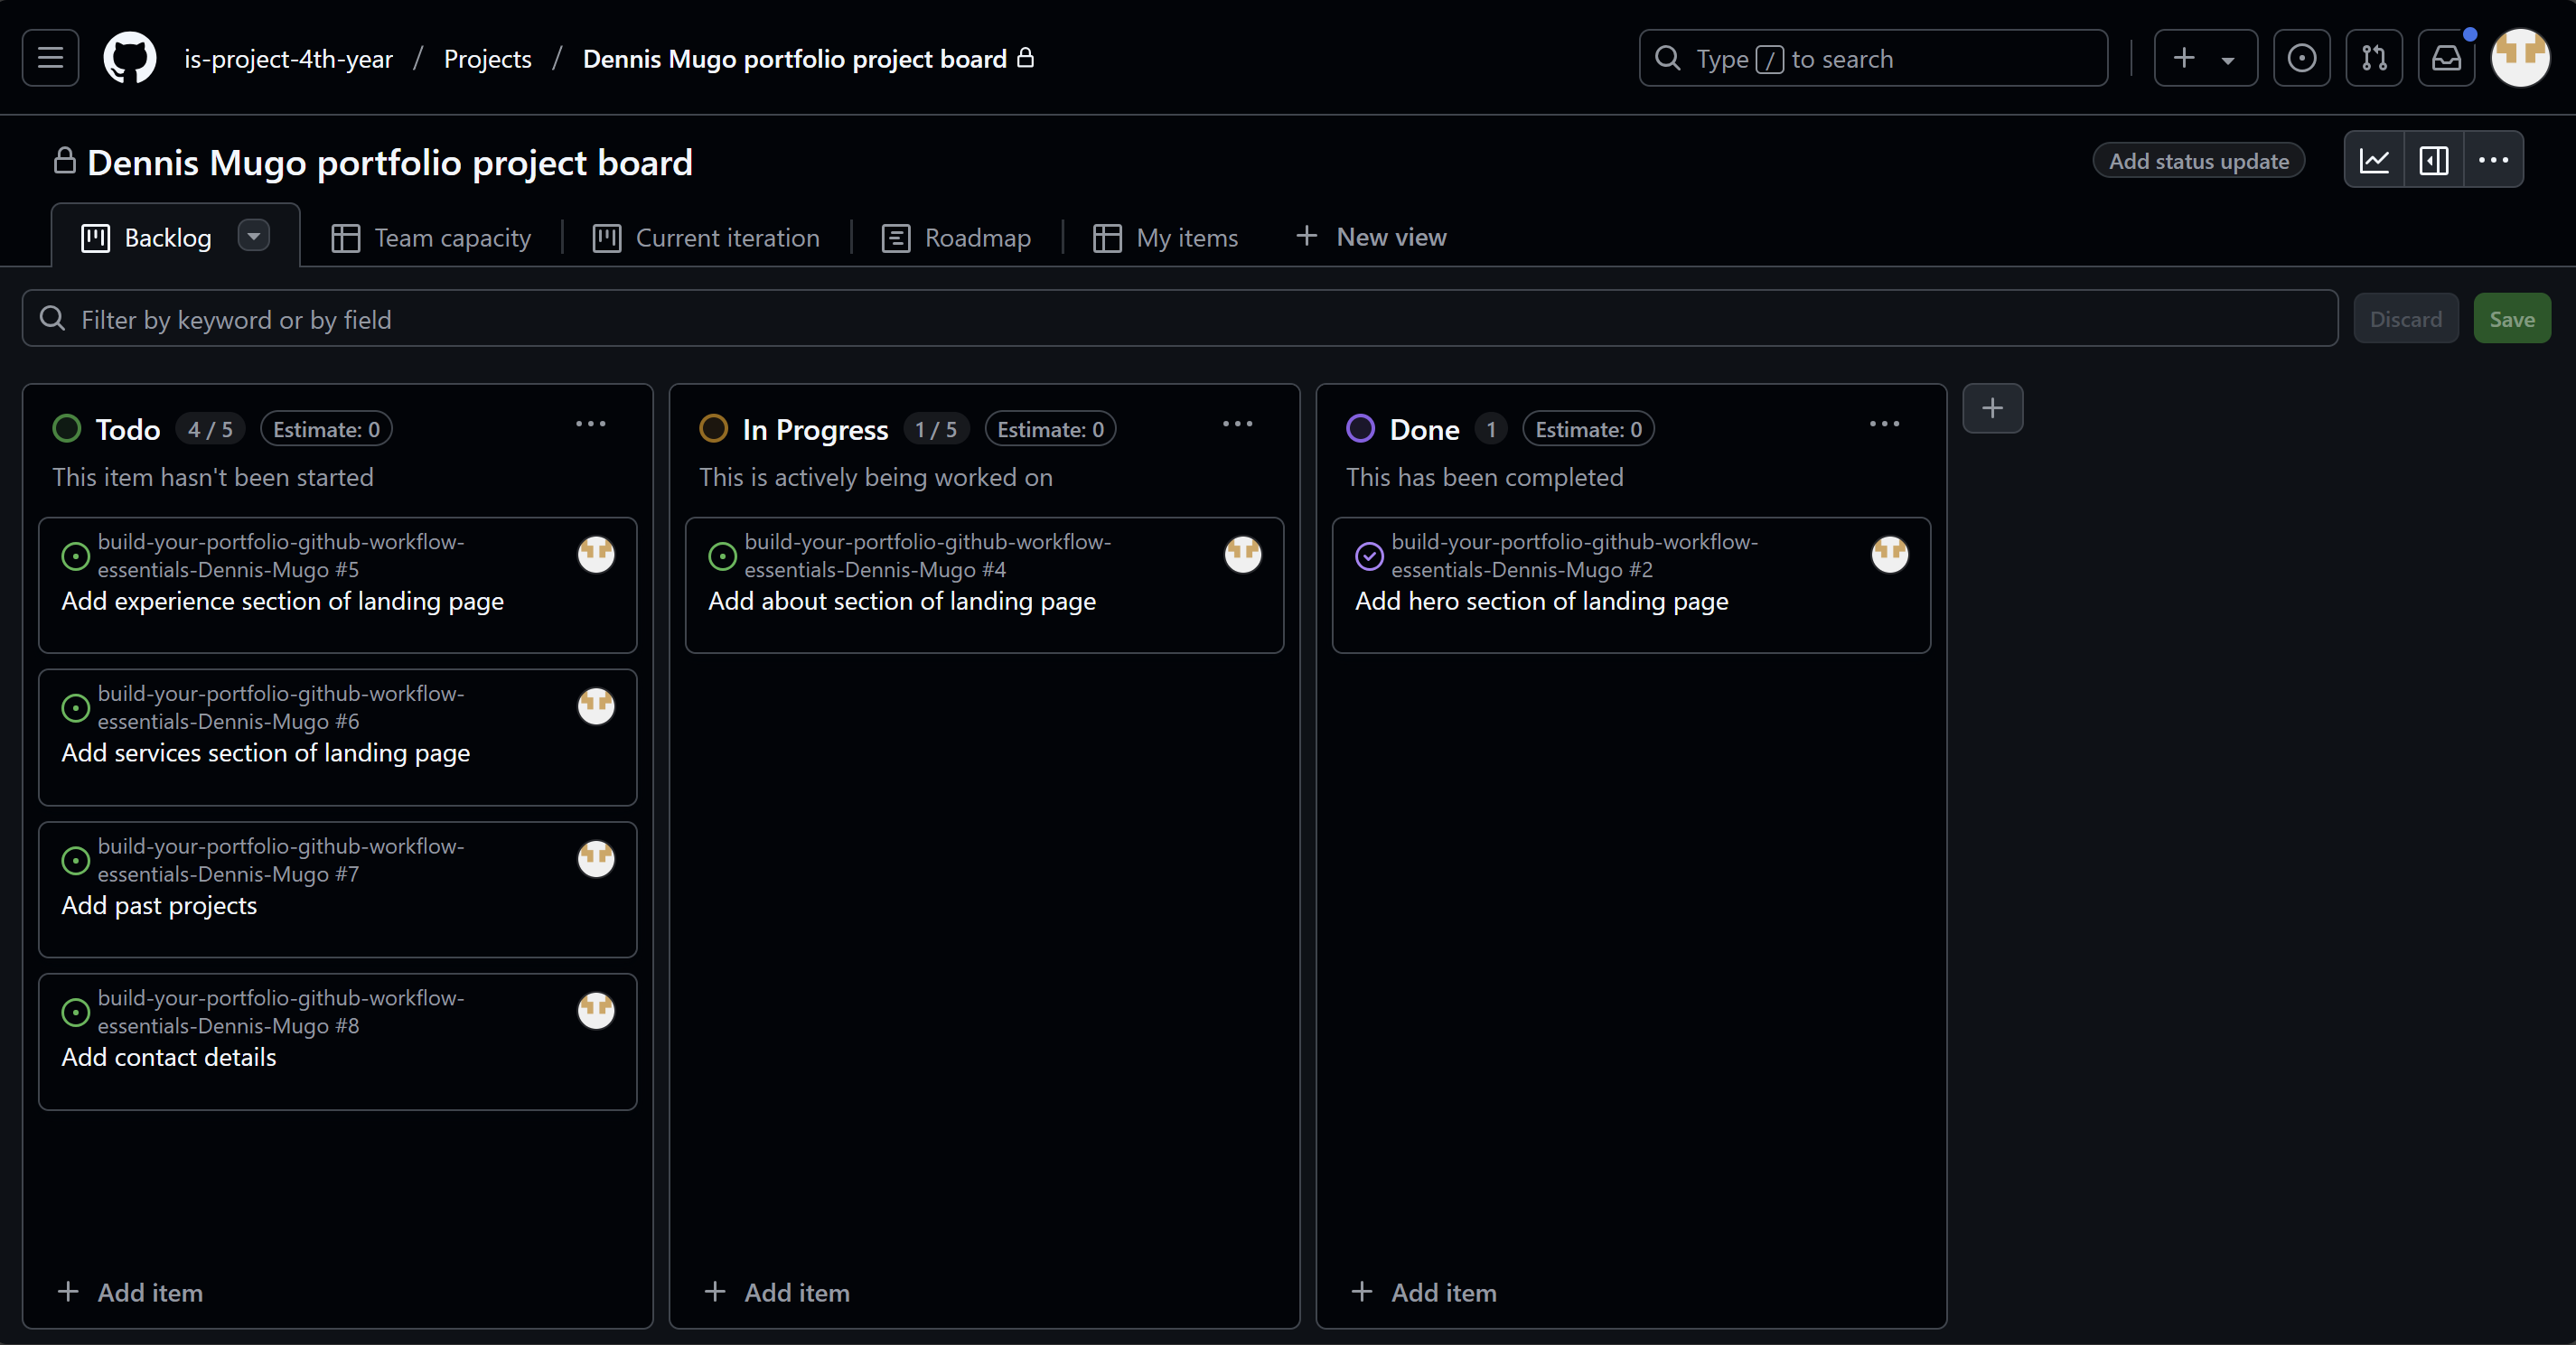 is-project-4th-year / Projects / Dennis Mugo portfolio project board
Type / to search
Dennis Mugo portfolio project board
Add status update
Backlog
Team capacity
Current iteration
Roadmap
My items
New view
Filter by keyword or by field
Discard
Save
Todo 4 / 5 Estimate: 0
This item hasn't been started
build-your-portfolio-github-workflow-
essentials-Dennis-Mugo #5
Add experience section of landing page
build-your-portfolio-github-workflow-
essentials-Dennis-Mugo #6
Add services section of landing page
build-your-portfolio-github-workflow-
essentials-Dennis-Mugo #7
Add past projects
build-your-portfolio-github-workflow-
essentials-Dennis-Mugo #8
Add contact details
Add item
In Progress 1 / 5 Estimate: 0
This is actively being worked on
build-your-portfolio-github-workflow-
essentials-Dennis-Mugo #4
Add about section of landing page
Add item
Done 1 Estimate: 0
This has been completed
build-your-portfolio-github-workflow-
essentials-Dennis-Mugo #2
Add hero section of landing page
Add item